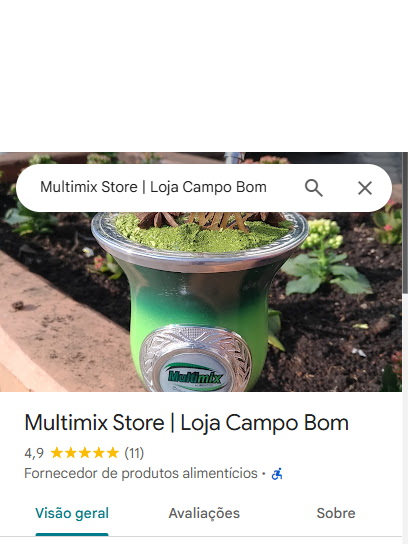 Multimix Store | Loja Campo Bom
Multimix
Multimix Store | Loja Campo Bom
4,9 (11)
Fornecedor de produtos alimentícios ·
Visão geral Avaliações Sobre